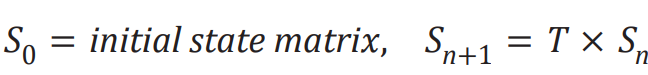 S₀ = initial state matrix, Sₙ₊₁ = T × Sₙ